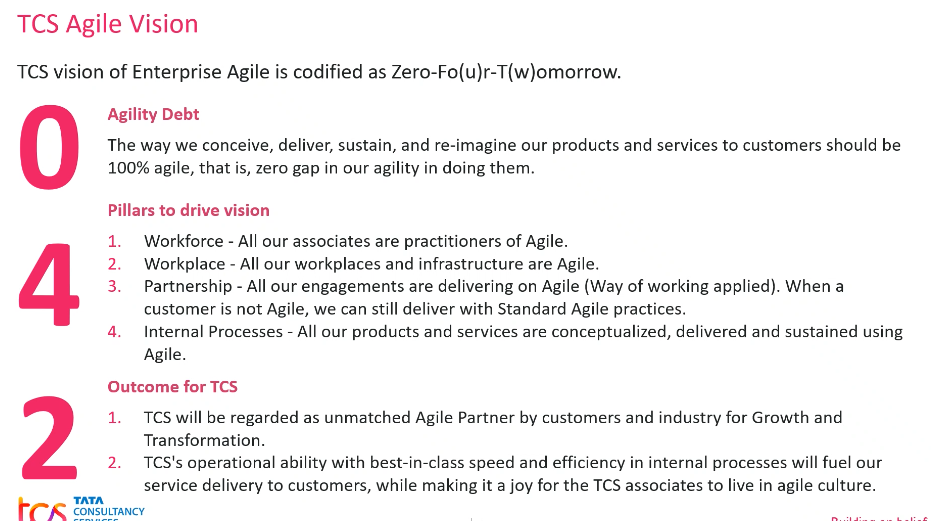 TCS Agile Vision
TCS vision of Enterprise Agile is codified as Zero-Fo(u)r-T(w)omorrow.
0
Agility Debt
The way we conceive, deliver, sustain, and re-imagine our products and services to customers should be
100% agile, that is, zero gap in our agility in doing them.
4
Pillars to drive vision
1. Workforce - All our associates are practitioners of Agile.
2. Workplace - All our workplaces and infrastructure are Agile.
3. Partnership - All our engagements are delivering on Agile (Way of working applied). When a
customer is not Agile, we can still deliver with Standard Agile practices.
4. Internal Processes - All our products and services are conceptualized, delivered and sustained using
Agile.
2
Outcome for TCS
1. TCS will be regarded as unmatched Agile Partner by customers and industry for Growth and
Transformation.
2. TCS's operational ability with best-in-class speed and efficiency in internal processes will fuel our
service delivery to customers, while making it a joy for the TCS associates to live in agile culture.
tcs TATA
CONSULTANCY
SERVICES
Building on belief